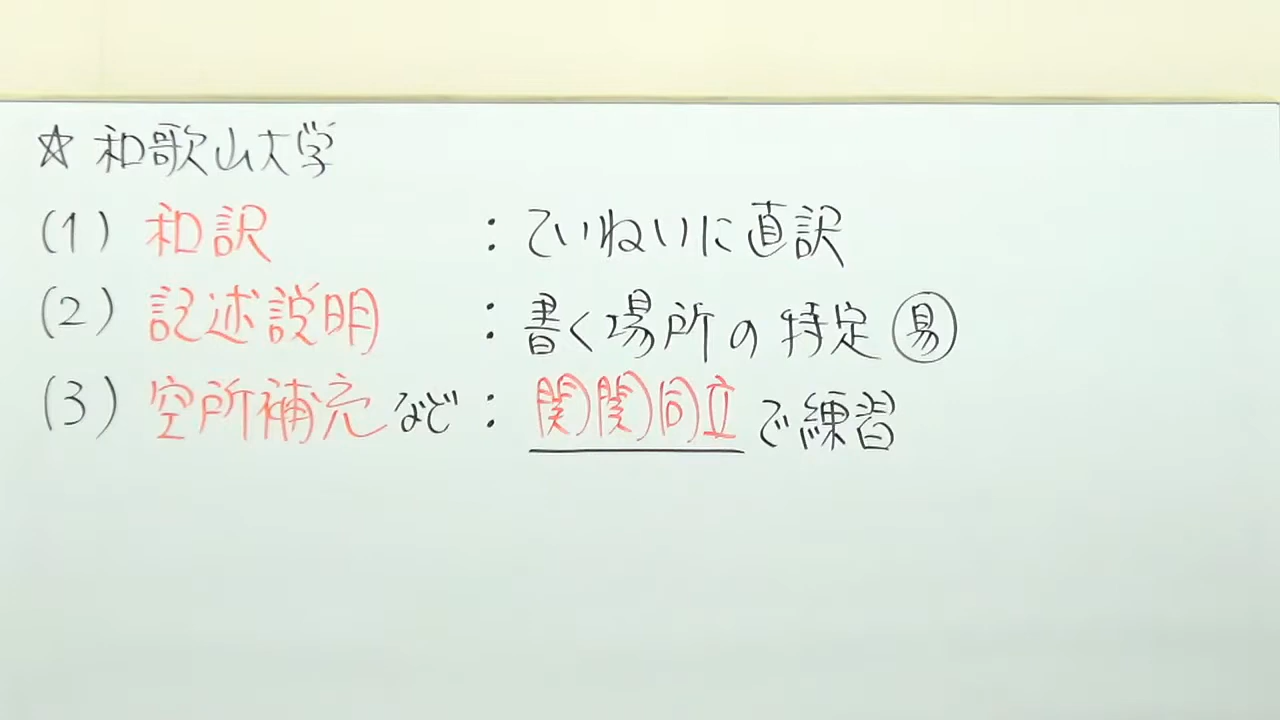 ☆ 和歌山大学
(1) 和訳 : ていねいに直訳
(2) 記述説明 : 書く場所の特定 易
(3) 空所補充など : 関関同立で練習